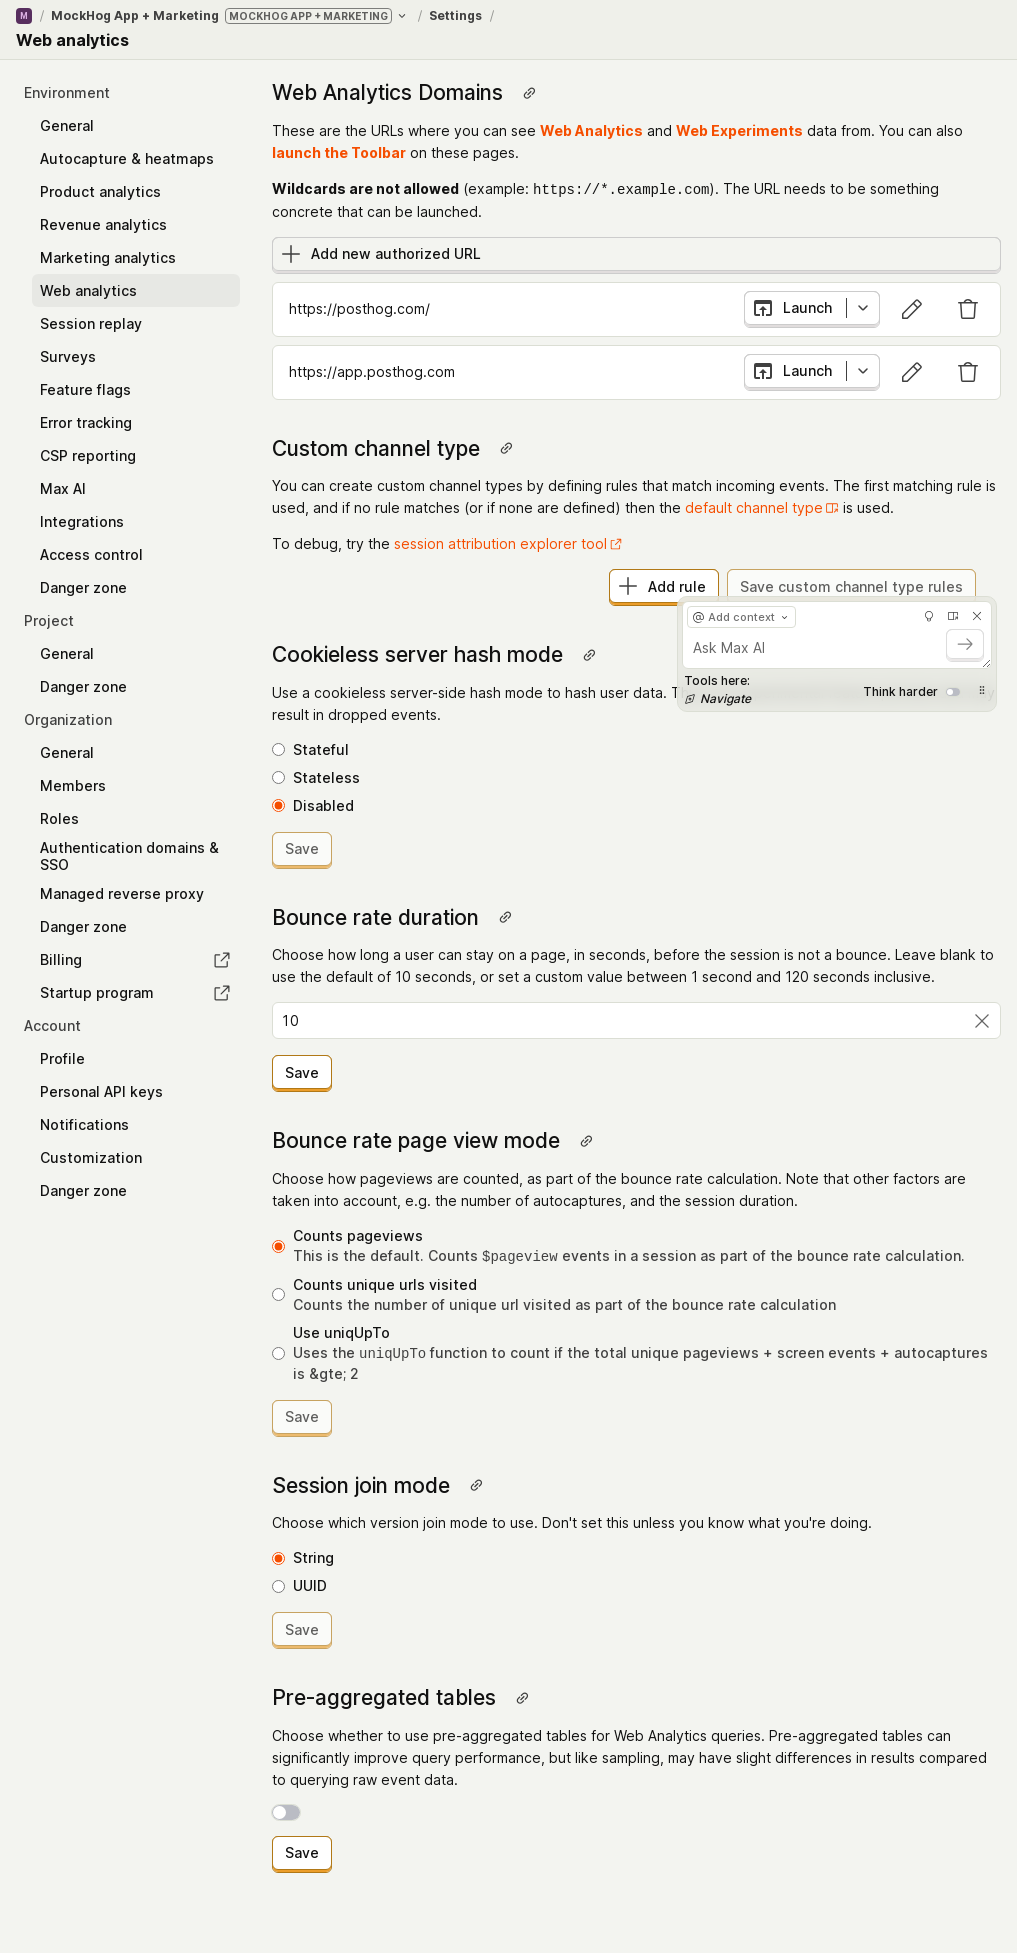 M / MockHog App + Marketing MOCKHOG APP + MARKETING / Settings /
Web analytics
Environment
General
Autocapture & heatmaps
Product analytics
Revenue analytics
Marketing analytics
Web analytics
Session replay
Surveys
Feature flags
Error tracking
CSP reporting
Max AI
Integrations
Access control
Danger zone
Project
General
Danger zone
Organization
General
Members
Roles
Authentication domains &
SSO
Managed reverse proxy
Danger zone
Billing
Startup program
Account
Profile
Personal API keys
Notifications
Customization
Danger zone
Web Analytics Domains
These are the URLs where you can see Web Analytics and Web Experiments data from. You can also
launch the Toolbar on these pages.
Wildcards are not allowed (example: https://*.example.com). The URL needs to be something
concrete that can be launched.
Add new authorized URL
https://posthog.com/ Launch
https://app.posthog.com Launch
Custom channel type
You can create custom channel types by defining rules that match incoming events. The first matching rule is
used, and if no rule matches (or if none are defined) then the default channel type is used.
To debug, try the session attribution explorer tool
Add rule Save custom channel type rules
@ Add context
Ask Max AI
Tools here:
Navigate
Think harder
Cookieless server hash mode
Use a cookieless server-side hash mode to hash user data.
result in dropped events.
Stateful
Stateless
Disabled
Save
Bounce rate duration
Choose how long a user can stay on a page, in seconds, before the session is not a bounce. Leave blank to
use the default of 10 seconds, or set a custom value between 1 second and 120 seconds inclusive.
10
Save
Bounce rate page view mode
Choose how pageviews are counted, as part of the bounce rate calculation. Note that other factors are
taken into account, e.g. the number of autocaptures, and the session duration.
Counts pageviews
This is the default. Counts $pageview events in a session as part of the bounce rate calculation.
Counts unique urls visited
Counts the number of unique url visited as part of the bounce rate calculation
Use uniqUpTo
Uses the uniqUpTo function to count if the total unique pageviews + screen events + autocaptures
is &gte; 2
Save
Session join mode
Choose which version join mode to use. Don't set this unless you know what you're doing.
String
UUID
Save
Pre-aggregated tables
Choose whether to use pre-aggregated tables for Web Analytics queries. Pre-aggregated tables can
significantly improve query performance, but like sampling, may have slight differences in results compared
to querying raw event data.
Save